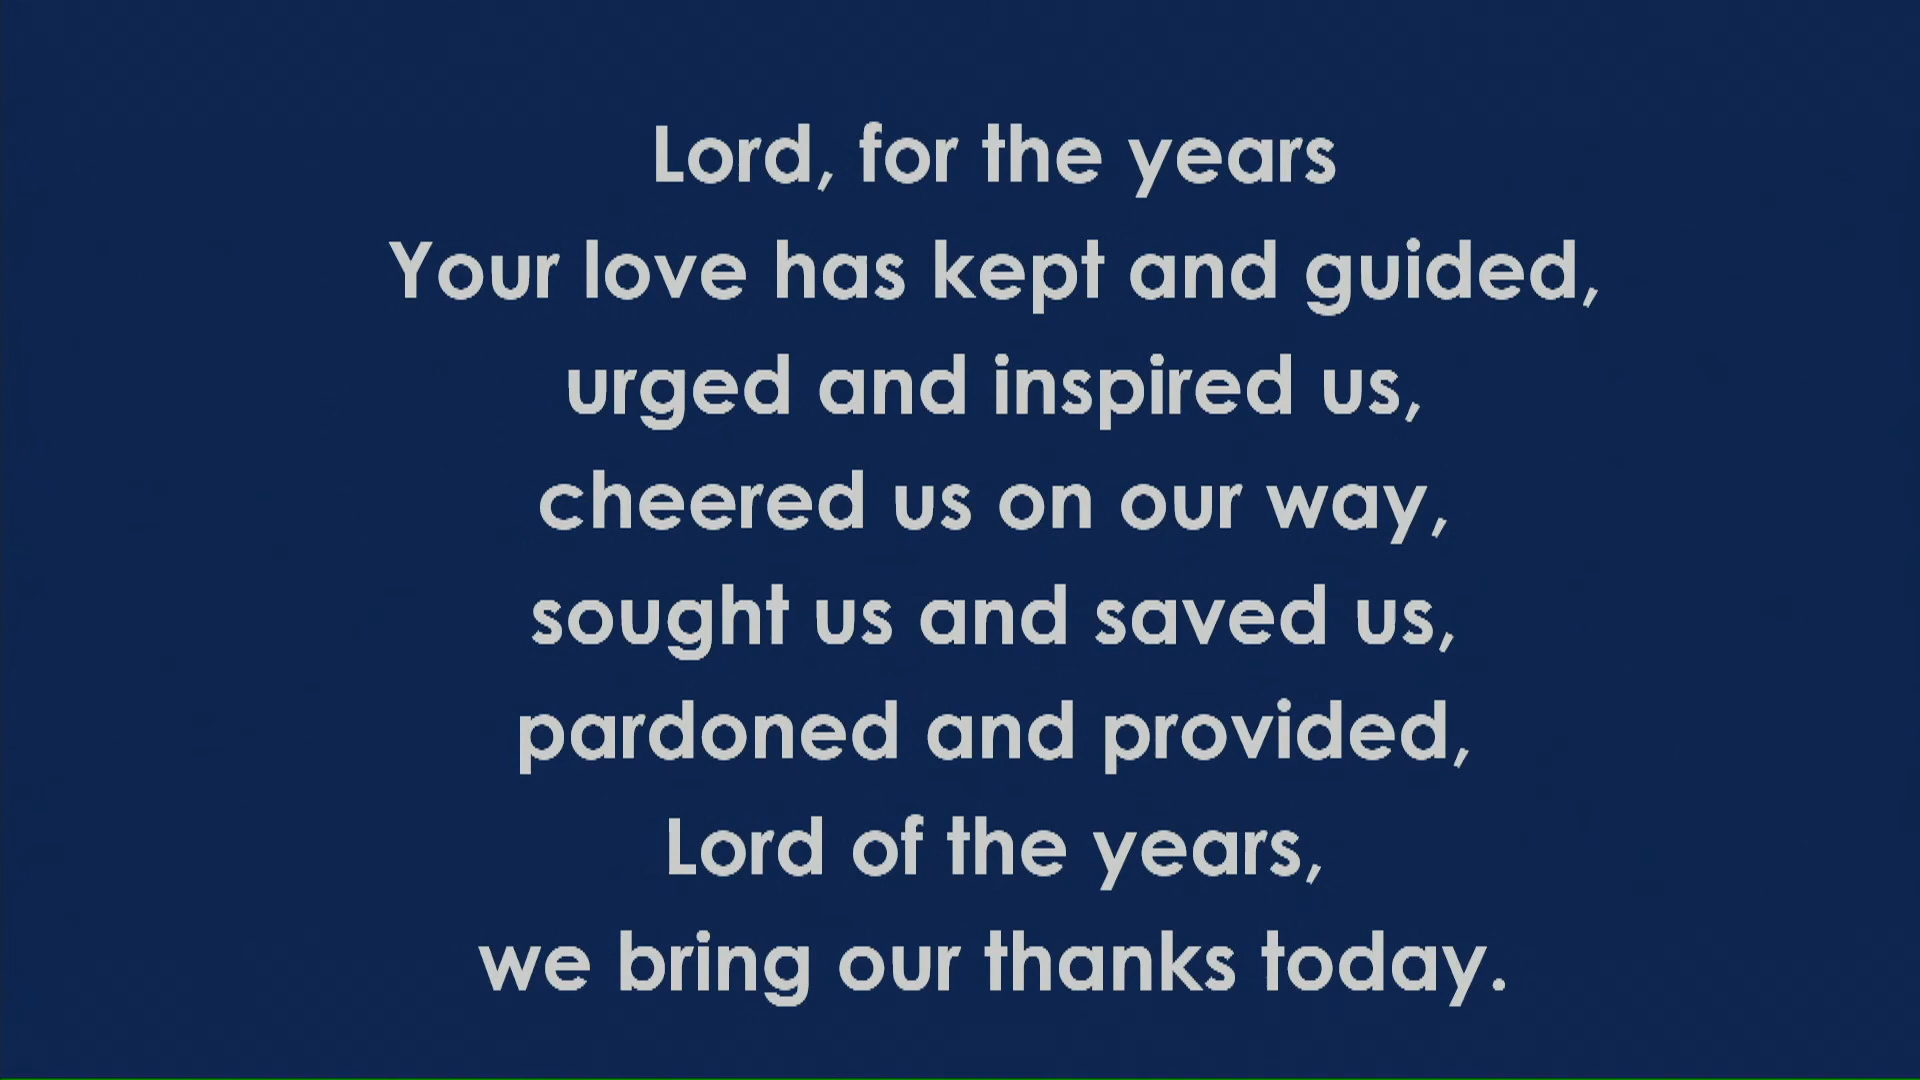 Lord, for the years
Your love has kept and guided,
urged and inspired us,
cheered us on our way,
sought us and saved us,
pardoned and provided,
Lord of the years,
we bring our thanks today.